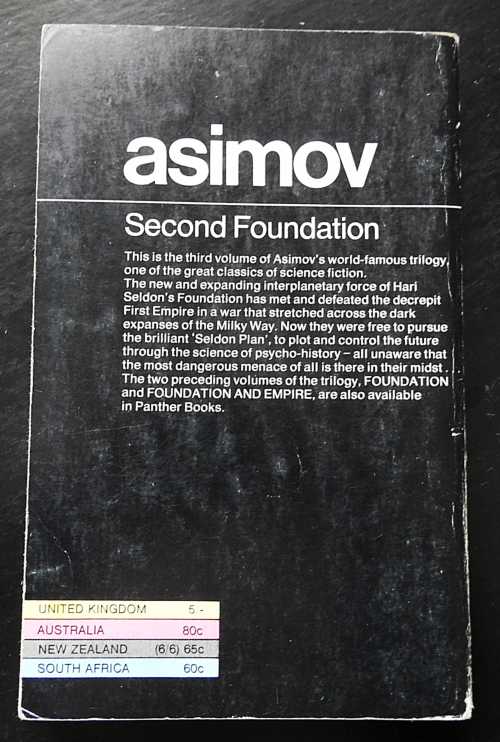 asimov
Second Foundation
This is the third volume of Asimov's world-famous trilogy,
one of the great classics of science fiction.
The new and expanding interplanetary force of Hari
Seldon's Foundation has met and defeated the decrepit
First Empire in a war that stretched across the dark
expanses of the Milky Way. Now they were free to pursue
the brilliant 'Seldon Plan', to plot and control the future
through the science of psycho-history – all unaware that
the most dangerous menace of all is there in their midst.
The two preceding volumes of the trilogy, FOUNDATION
and FOUNDATION AND EMPIRE, are also available
in Panther Books.
UNITED KINGDOM 5.-
AUSTRALIA 80c
NEW ZEALAND (6/6) 65c
SOUTH AFRICA 60c